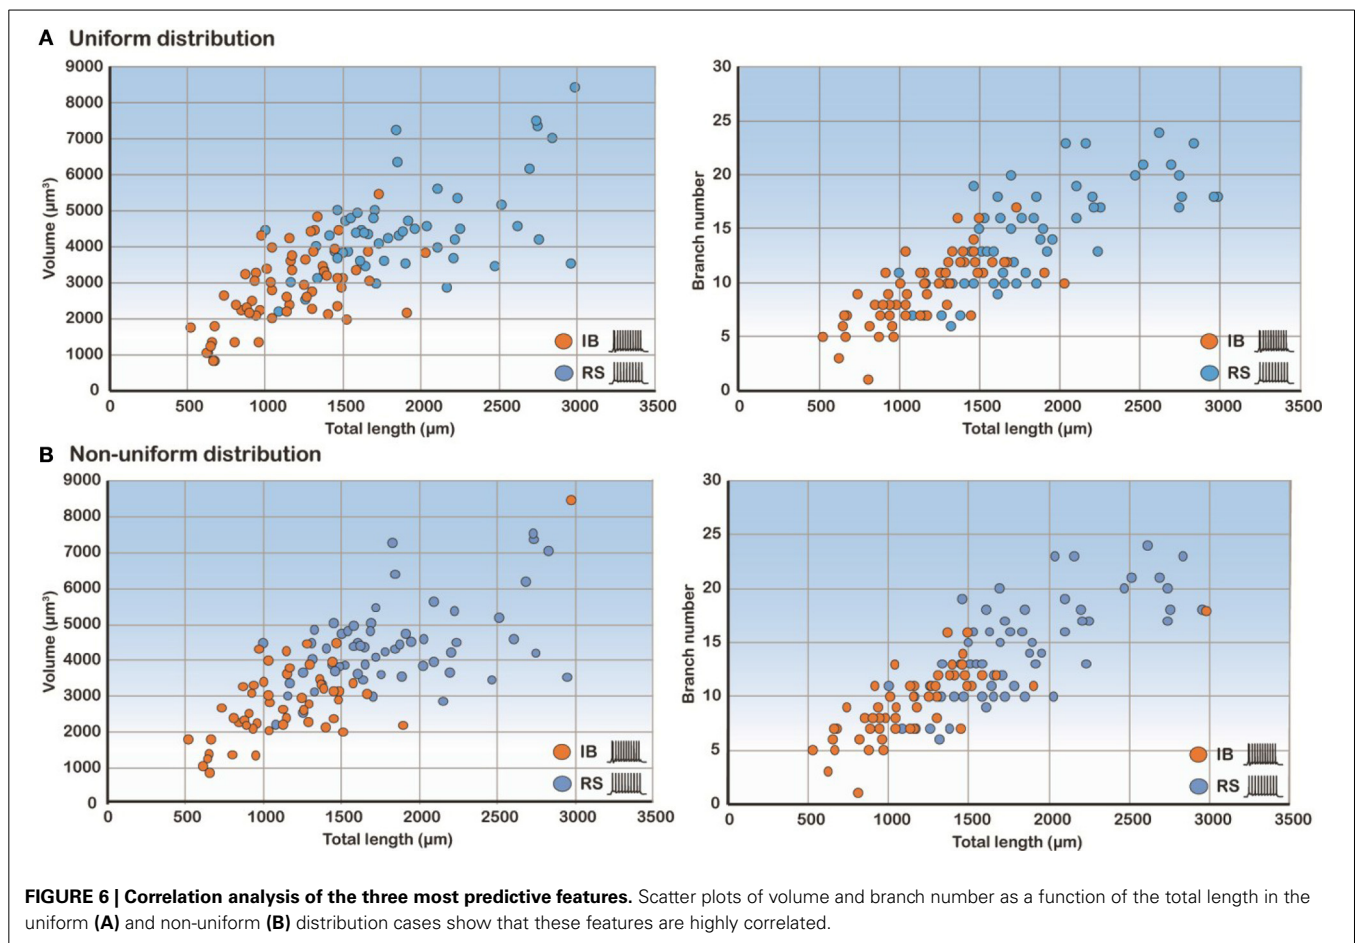 A Uniform distribution
9000
8000
7000
6000
5000
4000
3000
2000
1000
0
Volume (µm³)
0 500 1000 1500 2000 2500 3000 3500
Total length (µm)
IB
RS
30
25
20
15
10
5
0
Branch number
0 500 1000 1500 2000 2500 3000 3500
Total length (µm)
IB
RS
B Non-uniform distribution
9000
8000
7000
6000
5000
4000
3000
2000
1000
0
Volume (µm³)
0 500 1000 1500 2000 2500 3000 3500
Total length (µm)
IB
RS
30
25
20
15
10
5
0
Branch number
0 500 1000 1500 2000 2500 3000 3500
Total length (µm)
IB
RS
FIGURE 6 | Correlation analysis of the three most predictive features. Scatter plots of volume and branch number as a function of the total length in the
uniform (A) and non-uniform (B) distribution cases show that these features are highly correlated.